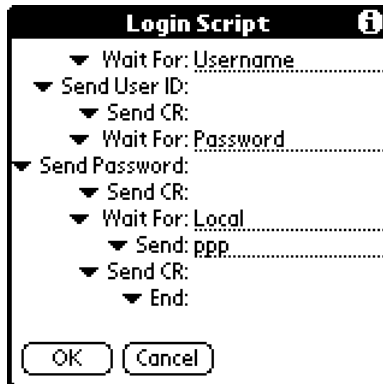 Login Script i
Wait For: Username
Send User ID:
Send CR:
Wait For: Password
Send Password:
Send CR:
Wait For: Local
Send: ppp
Send CR:
End:
OK Cancel